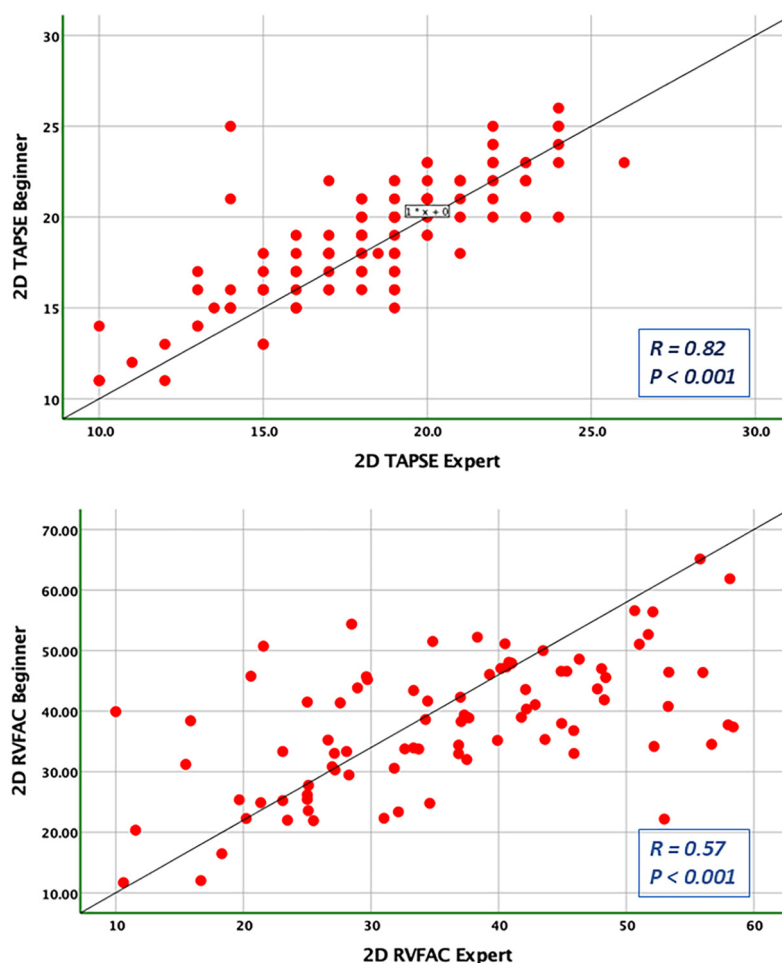 30
25
20
15
10
2D TAPSE Beginner
1 * x + 0
R = 0.82
P < 0.001
10.0 15.0 20.0 25.0 30.0
2D TAPSE Expert
70.00
60.00
50.00
40.00
30.00
20.00
10.00
2D RVFAC Beginner
R = 0.57
P < 0.001
10 20 30 40 50 60
2D RVFAC Expert